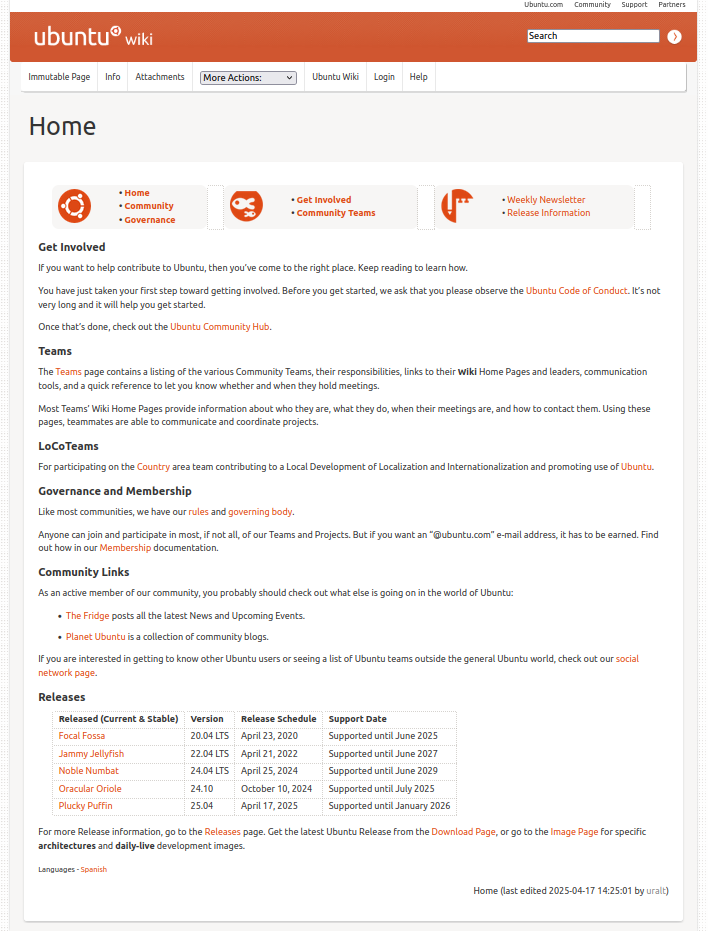 Ubuntu.com Community Support Partners
ubuntu wiki
Search
Immutable Page Info Attachments More Actions: Ubuntu Wiki Login Help
Home
• Home
• Community
• Governance
• Get Involved
• Community Teams
• Weekly Newsletter
• Release Information
Get Involved
If you want to help contribute to Ubuntu, then you've come to the right place. Keep reading to learn how.
You have just taken your first step toward getting involved. Before you get started, we ask that you please observe the Ubuntu Code of Conduct. It's not
very long and it will help you get started.
Once that's done, check out the Ubuntu Community Hub.
Teams
The Teams page contains a listing of the various Community Teams, their responsibilities, links to their Wiki Home Pages and leaders, communication
tools, and a quick reference to let you know whether and when they hold meetings.
Most Teams' Wiki Home Pages provide information about who they are, what they do, when their meetings are, and how to contact them. Using these
pages, teammates are able to communicate and coordinate projects.
LoCoTeams
For participating on the Country area team contributing to a Local Development of Localization and Internationalization and promoting use of Ubuntu.
Governance and Membership
Like most communities, we have our rules and governing body.
Anyone can join and participate in most, if not all, of our Teams and Projects. But if you want an "@ubuntu.com" e-mail address, it has to be earned. Find
out how in our Membership documentation.
Community Links
As an active member of our community, you probably should check out what else is going on in the world of Ubuntu:
• The Fridge posts all the latest News and Upcoming Events.
• Planet Ubuntu is a collection of community blogs.
If you are interested in getting to know other Ubuntu users or seeing a list of Ubuntu teams outside the general Ubuntu world, check out our social
network page.
Releases
Released (Current & Stable) Version Release Schedule Support Date
Focal Fossa 20.04 LTS April 23, 2020 Supported until June 2025
Jammy Jellyfish 22.04 LTS April 21, 2022 Supported until June 2027
Noble Numbat 24.04 LTS April 25, 2024 Supported until June 2029
Oracular Oriole 24.10 October 10, 2024 Supported until July 2025
Plucky Puffin 25.04 April 17, 2025 Supported until January 2026
For more Release information, go to the Releases page. Get the latest Ubuntu Release from the Download Page, or go to the Image Page for specific
architectures and daily-live development images.
Languages - Spanish
Home (last edited 2025-04-17 14:25:01 by uralt)